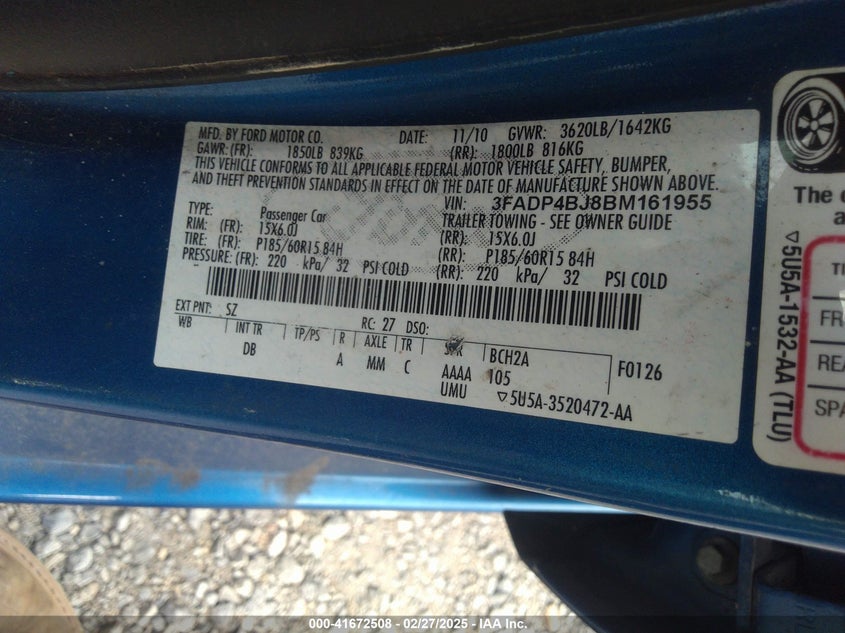 MFD. BY FORD MOTOR CO. DATE: 11/10 GVWR: 3620LB/1642KG
GAWR: (FR): 1850LB 839KG (RR): 1800LB 816KG
THIS VEHICLE CONFORMS TO ALL APPLICABLE FEDERAL MOTOR VEHICLE SAFETY, BUMPER,
AND THEFT PREVENTION STANDARDS IN EFFECT ON THE DATE OF MANUFACTURE SHOWN ABOVE.
VIN: 3FADP4BJ8BM161955
TYPE: Passenger Car TRAILER TOWING - SEE OWNER GUIDE
RIM: (FR): 15X6.0J (RR): 15X6.0J
TIRE: (FR): P185/60R15 84H (RR): P185/60R15 84H
PRESSURE: (FR): 220 kPa/ 32 PSI COLD (RR): 220 kPa/ 32 PSI COLD
EXT PNT: SZ RC: 27 DSO:
WB INT TR TP/PS R AXLE TR SPR BCH2A F0126
DB A MM C AAAA 105
UMU ▽5U5A-3520472-AA
The c
a
TI
FR
REA
SPA
▽5U5A-1532-AA (TLU)
000-41672508 - 02/27/2025 - IAA Inc.